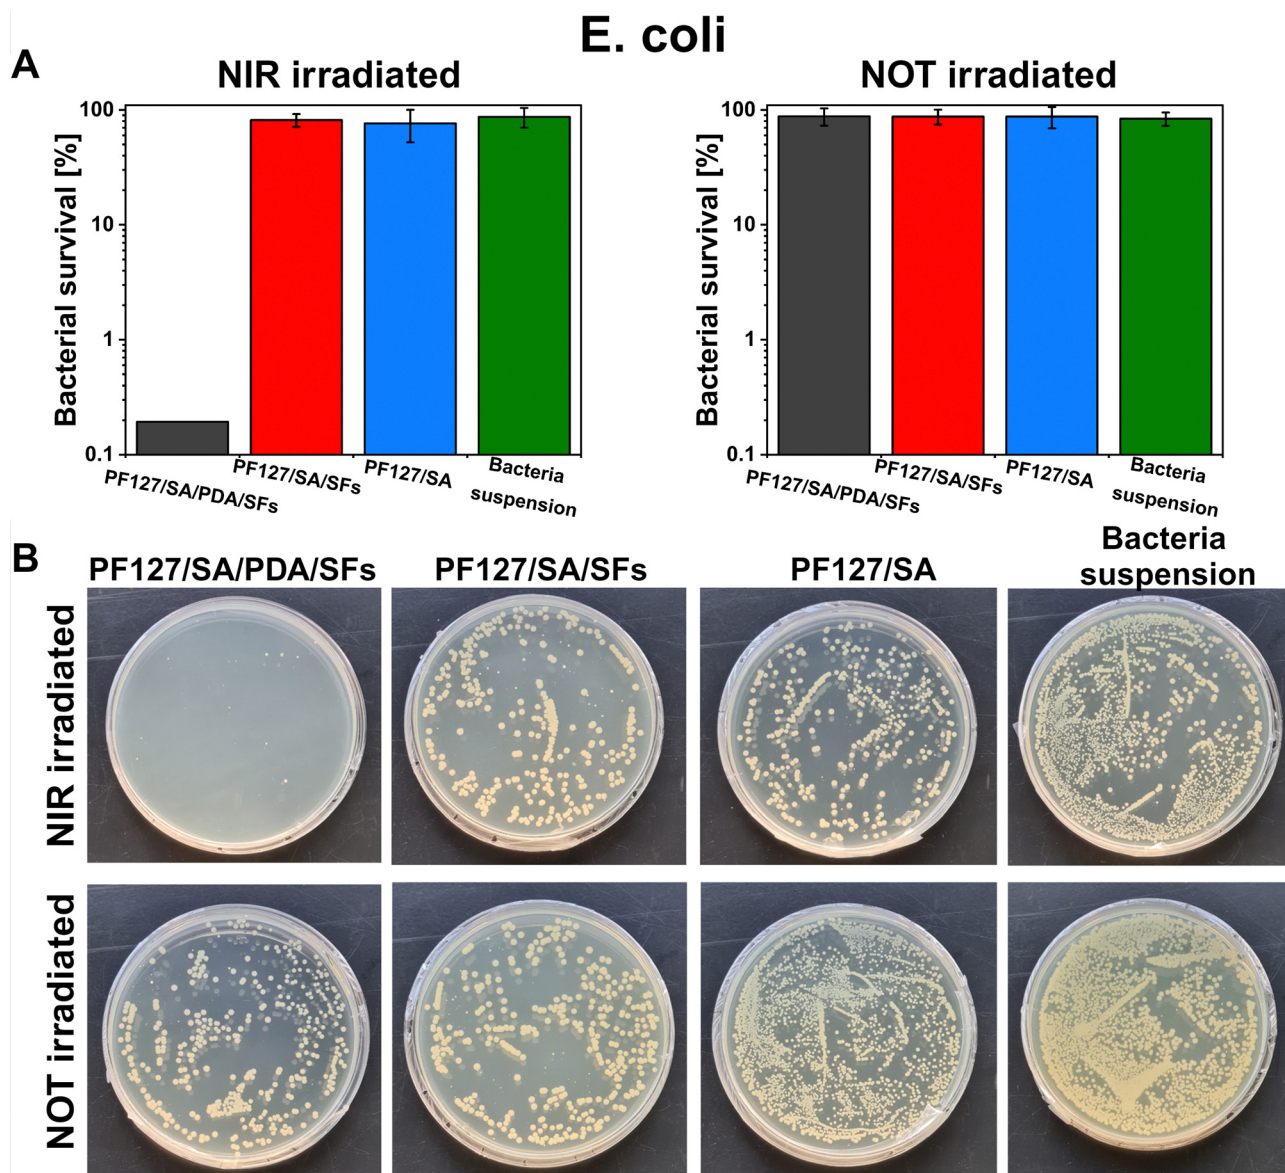 E. coli
A
NIR irradiated
Bacterial survival [%]
100
10
1
0.1
PF127/SA/PDA/SFs
PF127/SA/SFs
PF127/SA
Bacteria
suspension
NOT irradiated
Bacterial survival [%]
100
10
1
0.1
PF127/SA/PDA/SFs
PF127/SA/SFs
PF127/SA
Bacteria
suspension
B
PF127/SA/PDA/SFs
PF127/SA/SFs
PF127/SA
Bacteria
suspension
NIR irradiated
NOT irradiated